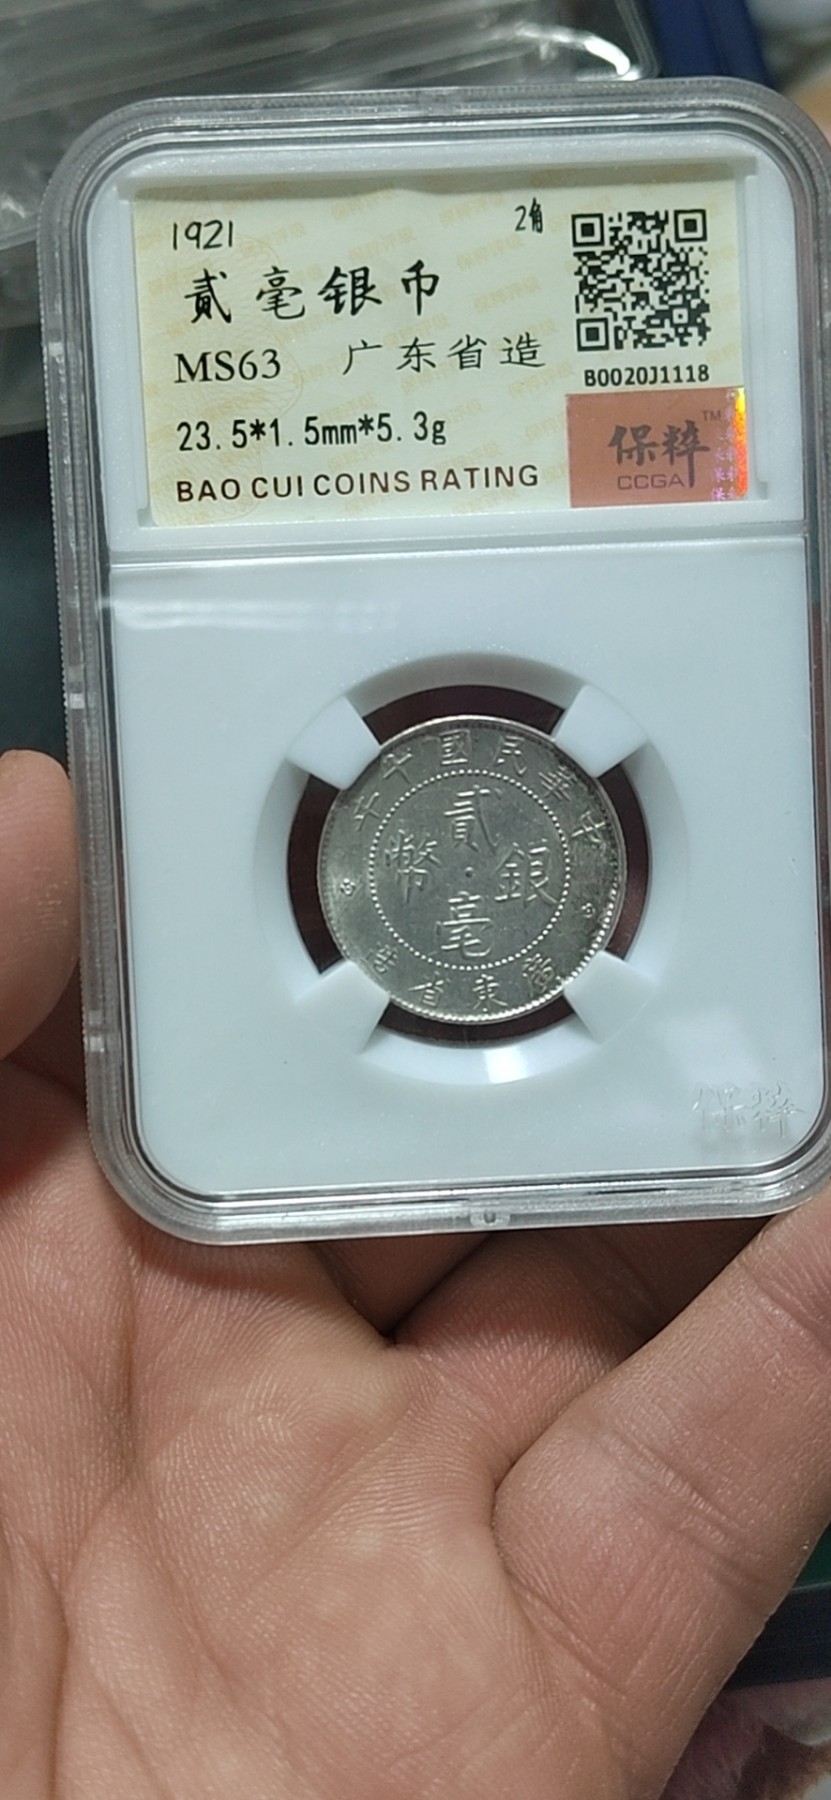 1921 2角
贰毫银币
MS63 广东省造
B0020J1118
23.5*1.5mm*5.3g
保粹™
CCGA
BAO CUI COINS RATING
中華民國十年
貳
銀幣
毫
廣東省造
保粹